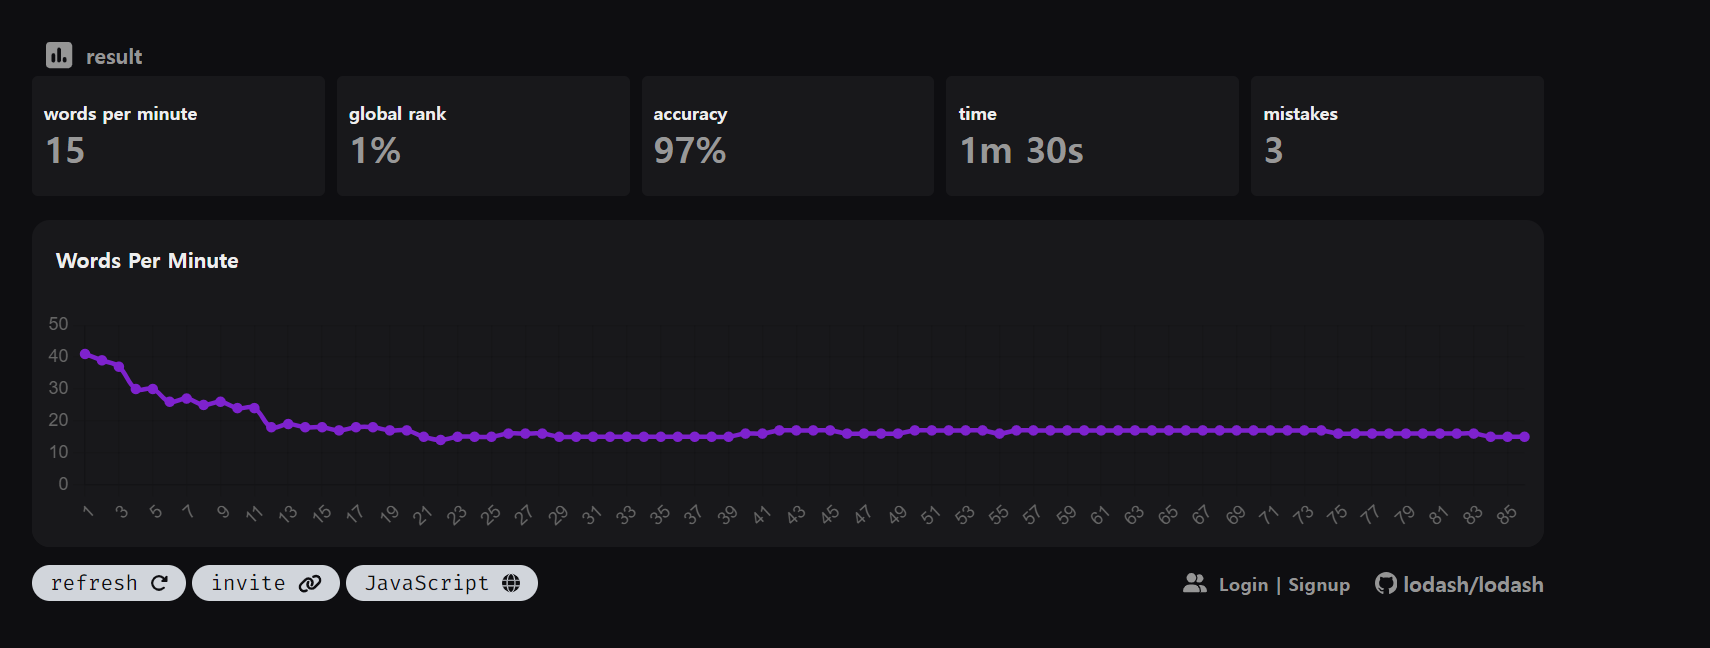 result
words per minute
15
global rank
1%
accuracy
97%
time
1m 30s
mistakes
3
Words Per Minute
50
40
30
20
10
0
1 3 5 7 9 11 13 15 17 19 21 23 25 27 29 31 33 35 37 39 41 43 45 47 49 51 53 55 57 59 61 63 65 67 69 71 73 75 77 79 81 83 85
refresh invite JavaScript Login | Signup lodash/lodash